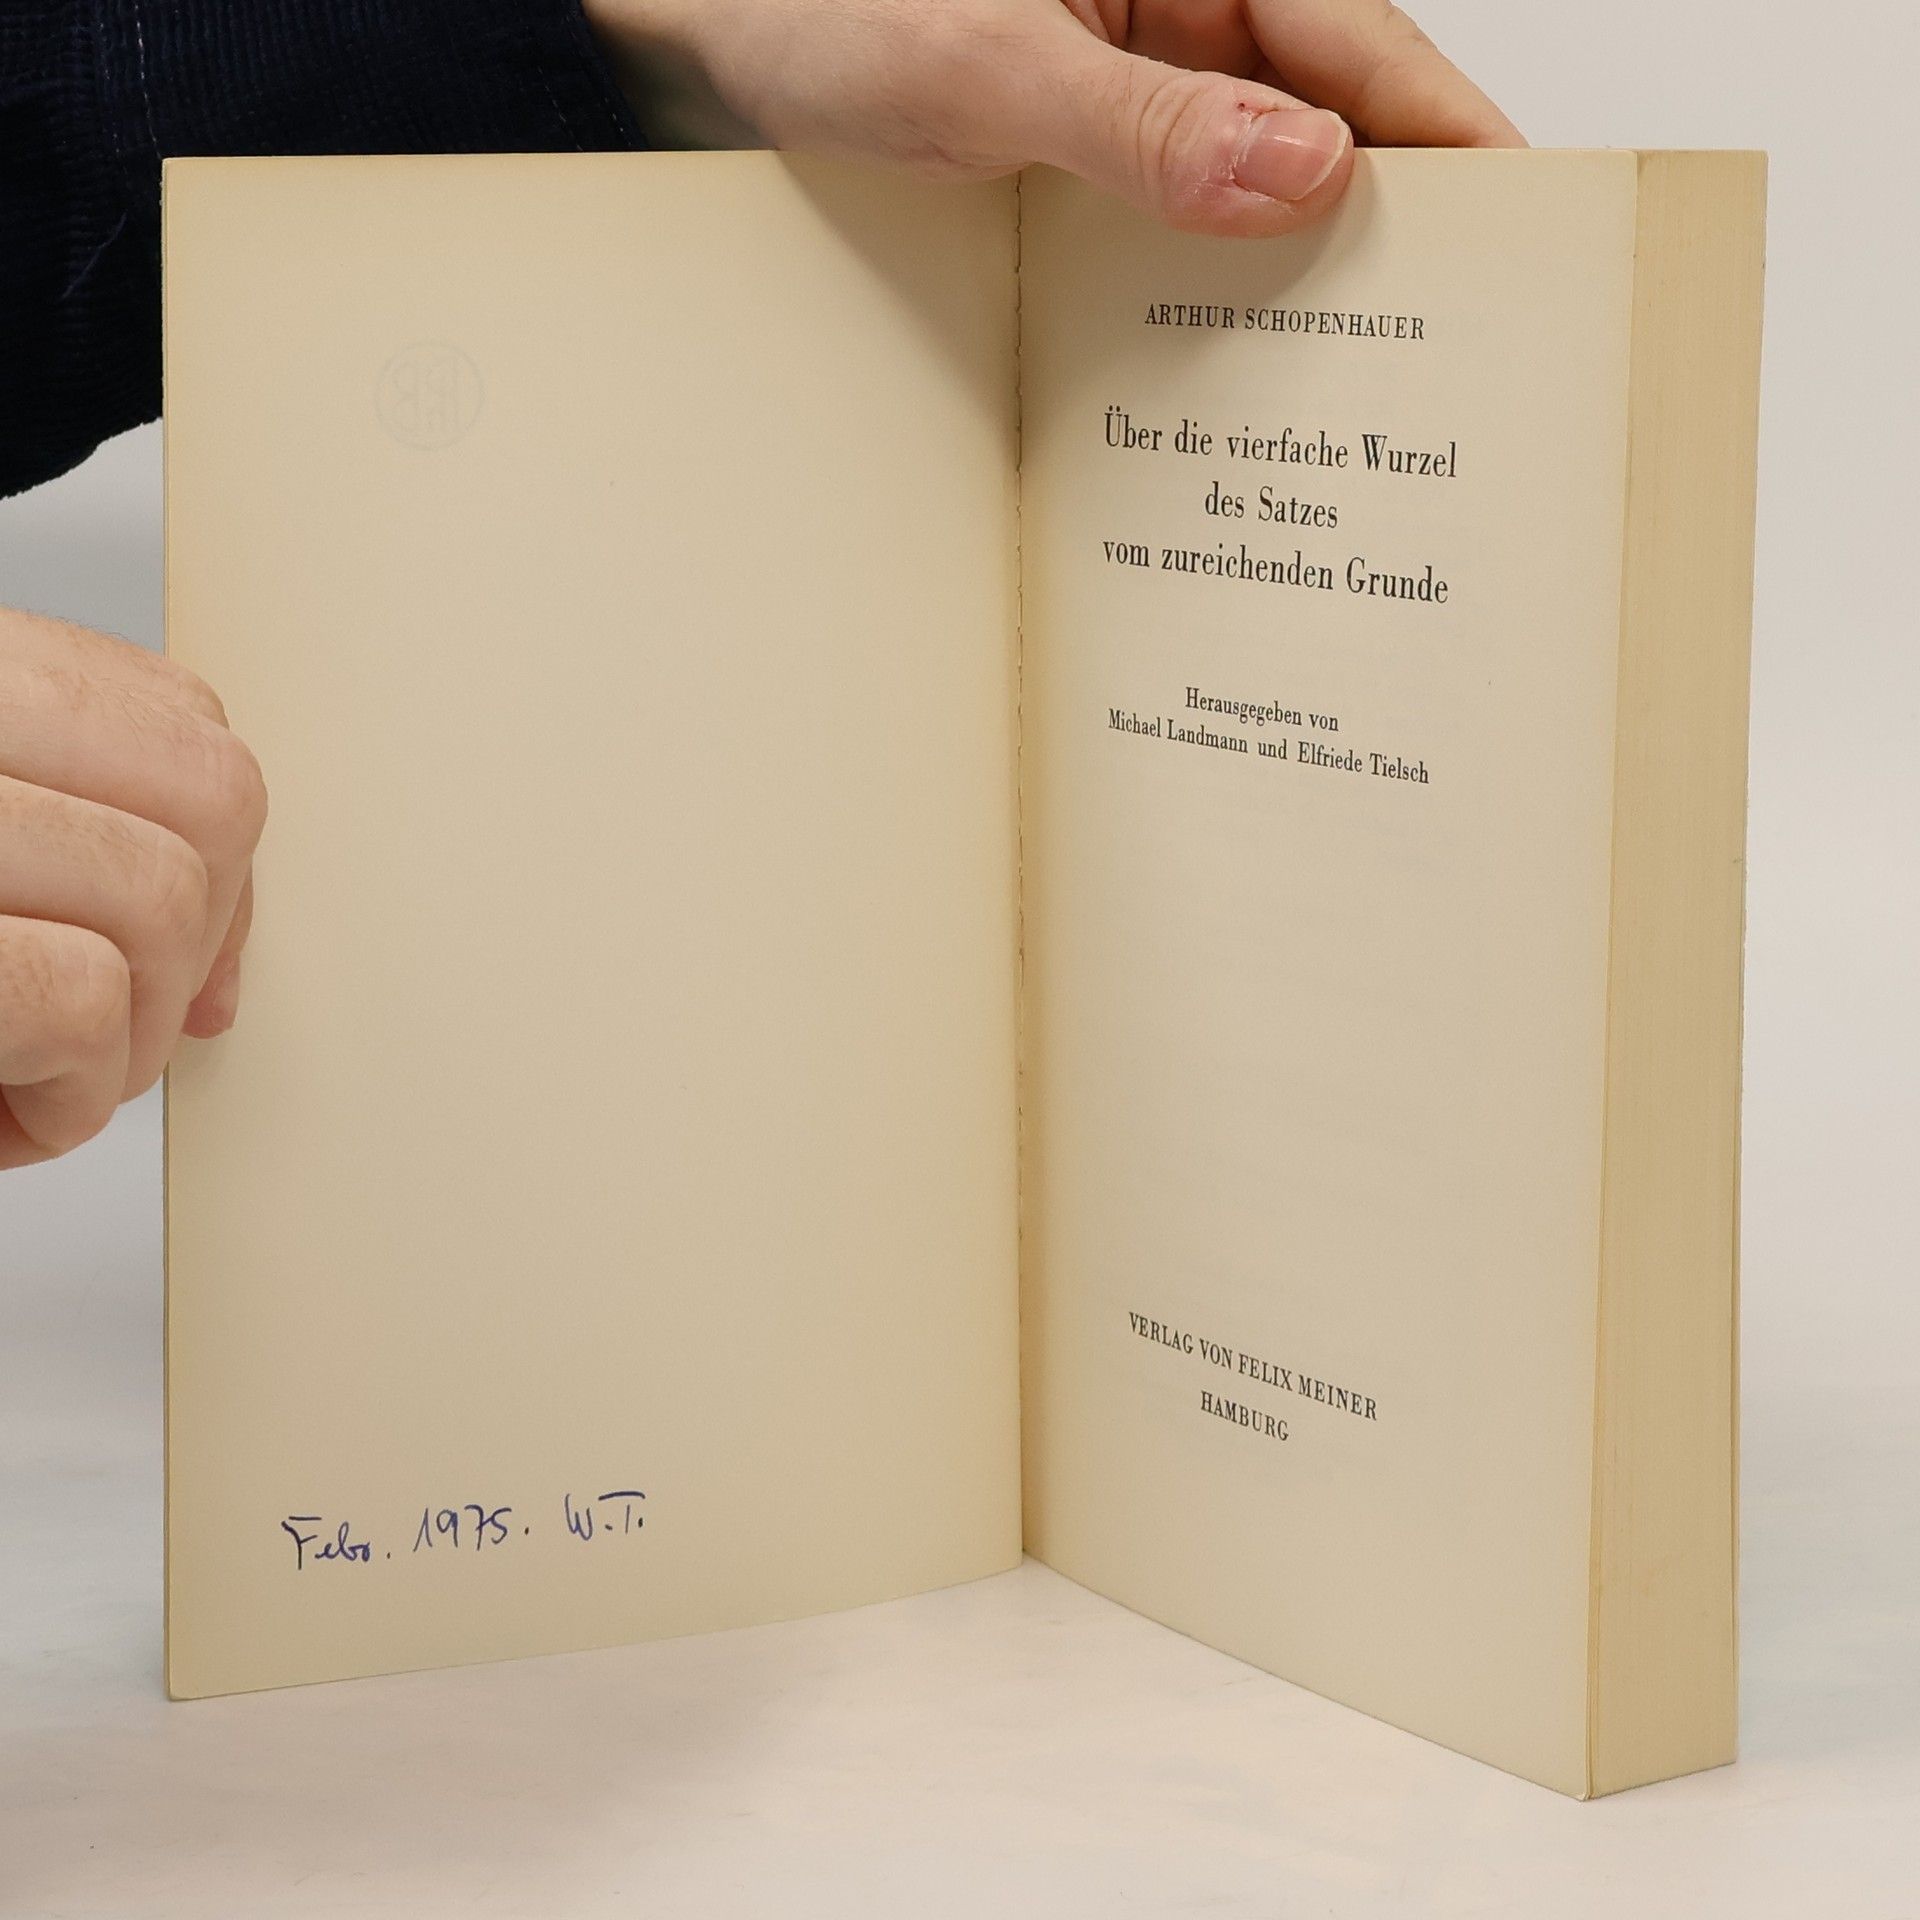 Febr. 1975. W.T.
ARTHUR SCHOPENHAUER
Über die vierfache Wurzel
des Satzes
vom zureichenden Grunde
Herausgegeben von
Michael Landmann und Elfriede Tielsch
VERLAG VON FELIX MEINER
HAMBURG